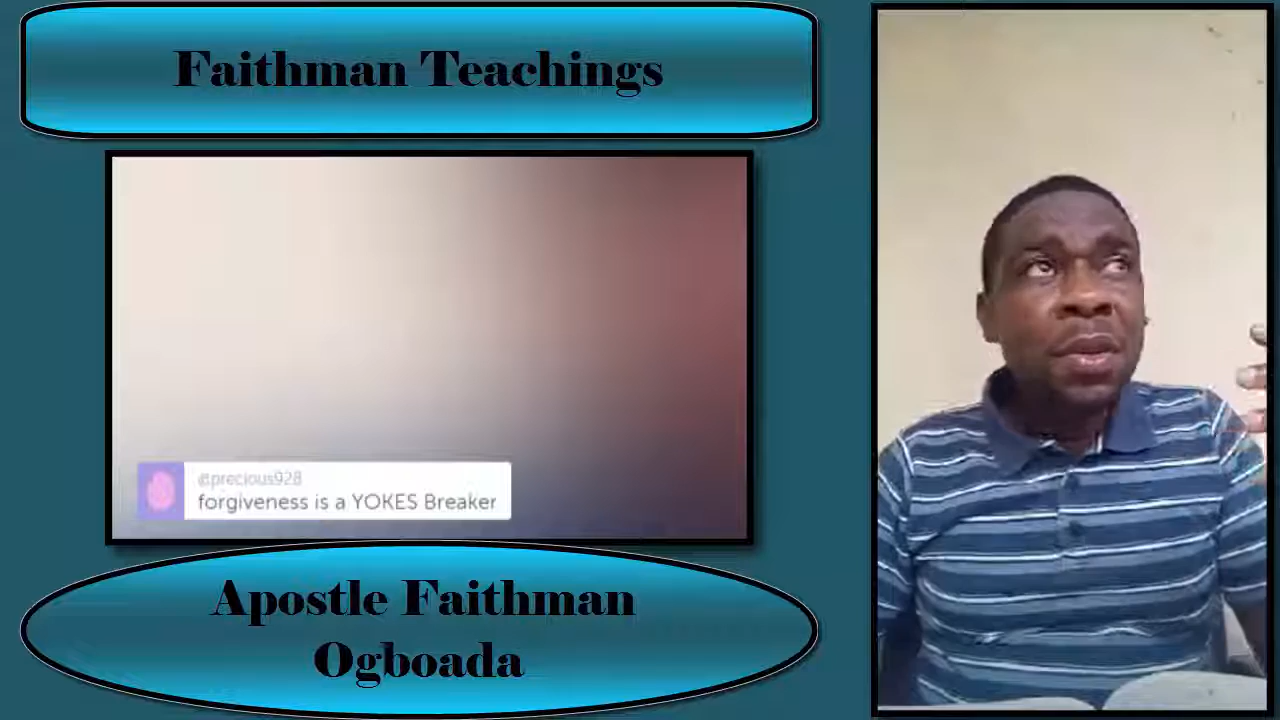 Faithman Teachings
@precious928
forgiveness is a YOKES Breaker
Apostle Faithman
Ogboada